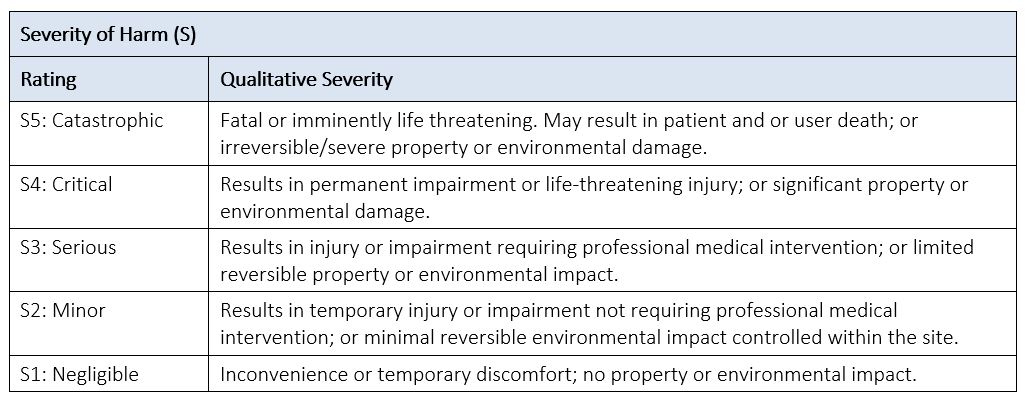 Severity of Harm (S)
Rating Qualitative Severity
S5: Catastrophic Fatal or imminently life threatening. May result in patient and or user death; or
irreversible/severe property or environmental damage.
S4: Critical Results in permanent impairment or life-threatening injury; or significant property or
environmental damage.
S3: Serious Results in injury or impairment requiring professional medical intervention; or limited
reversible property or environmental impact.
S2: Minor Results in temporary injury or impairment not requiring professional medical
intervention; or minimal reversible environmental impact controlled within the site.
S1: Negligible Inconvenience or temporary discomfort; no property or environmental impact.